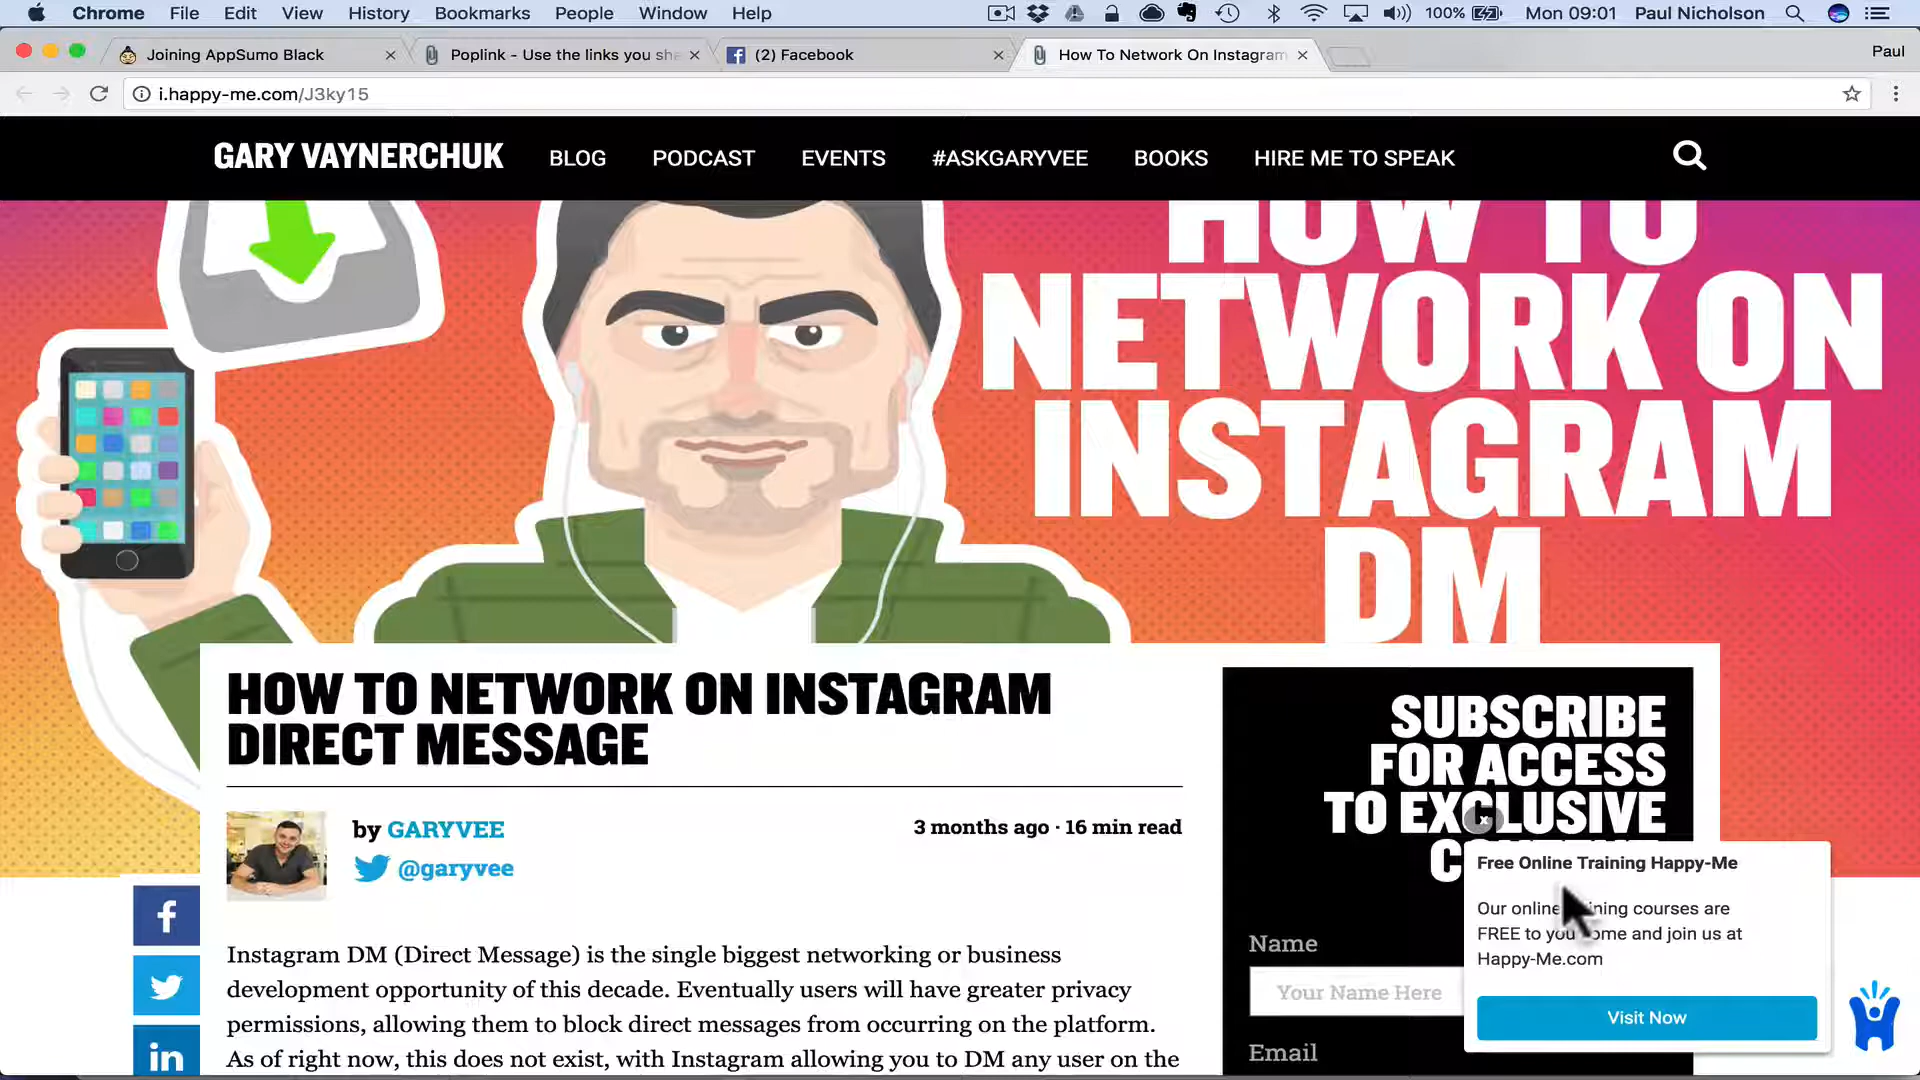 Chrome File Edit View History Bookmarks People Window Help 100% Mon 09:01 Paul Nicholson
Joining AppSumo Black Poplink - Use the links you sha (2) Facebook How To Network On Instagram Paul
i.happy-me.com/J3ky15
GARY VAYNERCHUK BLOG PODCAST EVENTS #ASKGARYVEE BOOKS HIRE ME TO SPEAK
HOW TO
NETWORK ON
INSTAGRAM
DM
HOW TO NETWORK ON INSTAGRAM
DIRECT MESSAGE
by GARYVEE
3 months ago · 16 min read
@garyvee
Instagram DM (Direct Message) is the single biggest networking or business
development opportunity of this decade. Eventually users will have greater privacy
permissions, allowing them to block direct messages from occurring on the platform.
As of right now, this does not exist, with Instagram allowing you to DM any user on the
SUBSCRIBE
FOR ACCESS
TO EXCLUSIVE
Name
Your Name Here
Email
x
Free Online Training Happy-Me
Our online courses are
FREE to you and join us at
Happy-Me.com
Visit Now